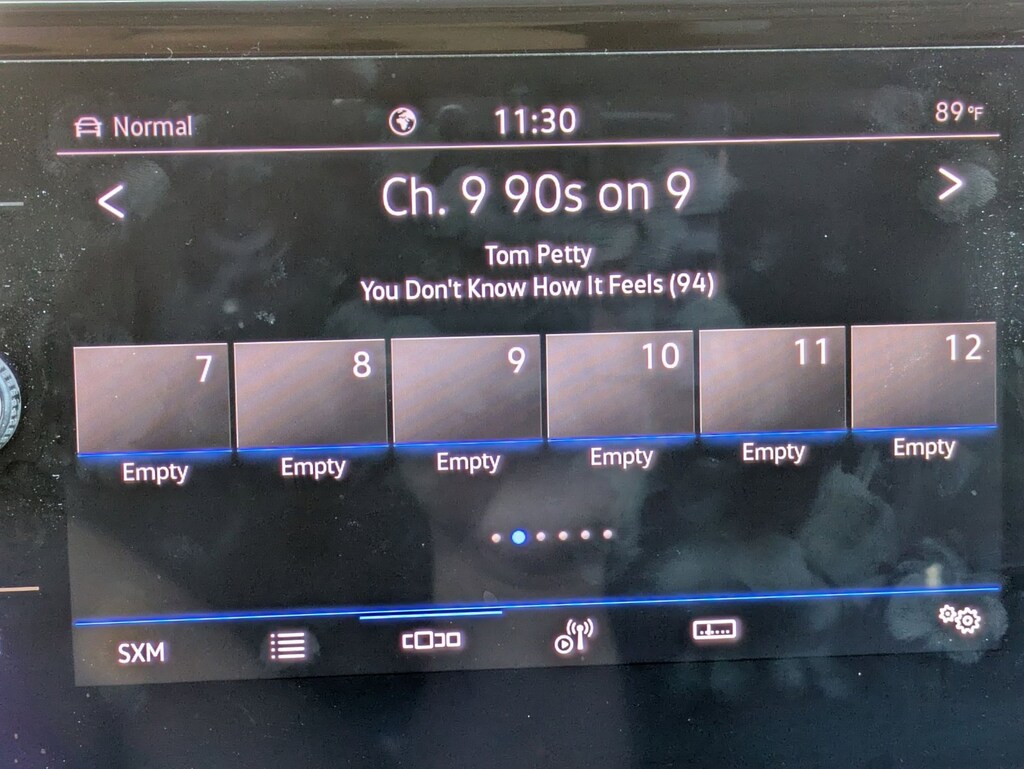 Normal 11:30 89 °F
< Ch. 9 90s on 9 >
Tom Petty
You Don't Know How It Feels (94)
7 8 9 10 11 12
Empty Empty Empty Empty Empty Empty
SXM